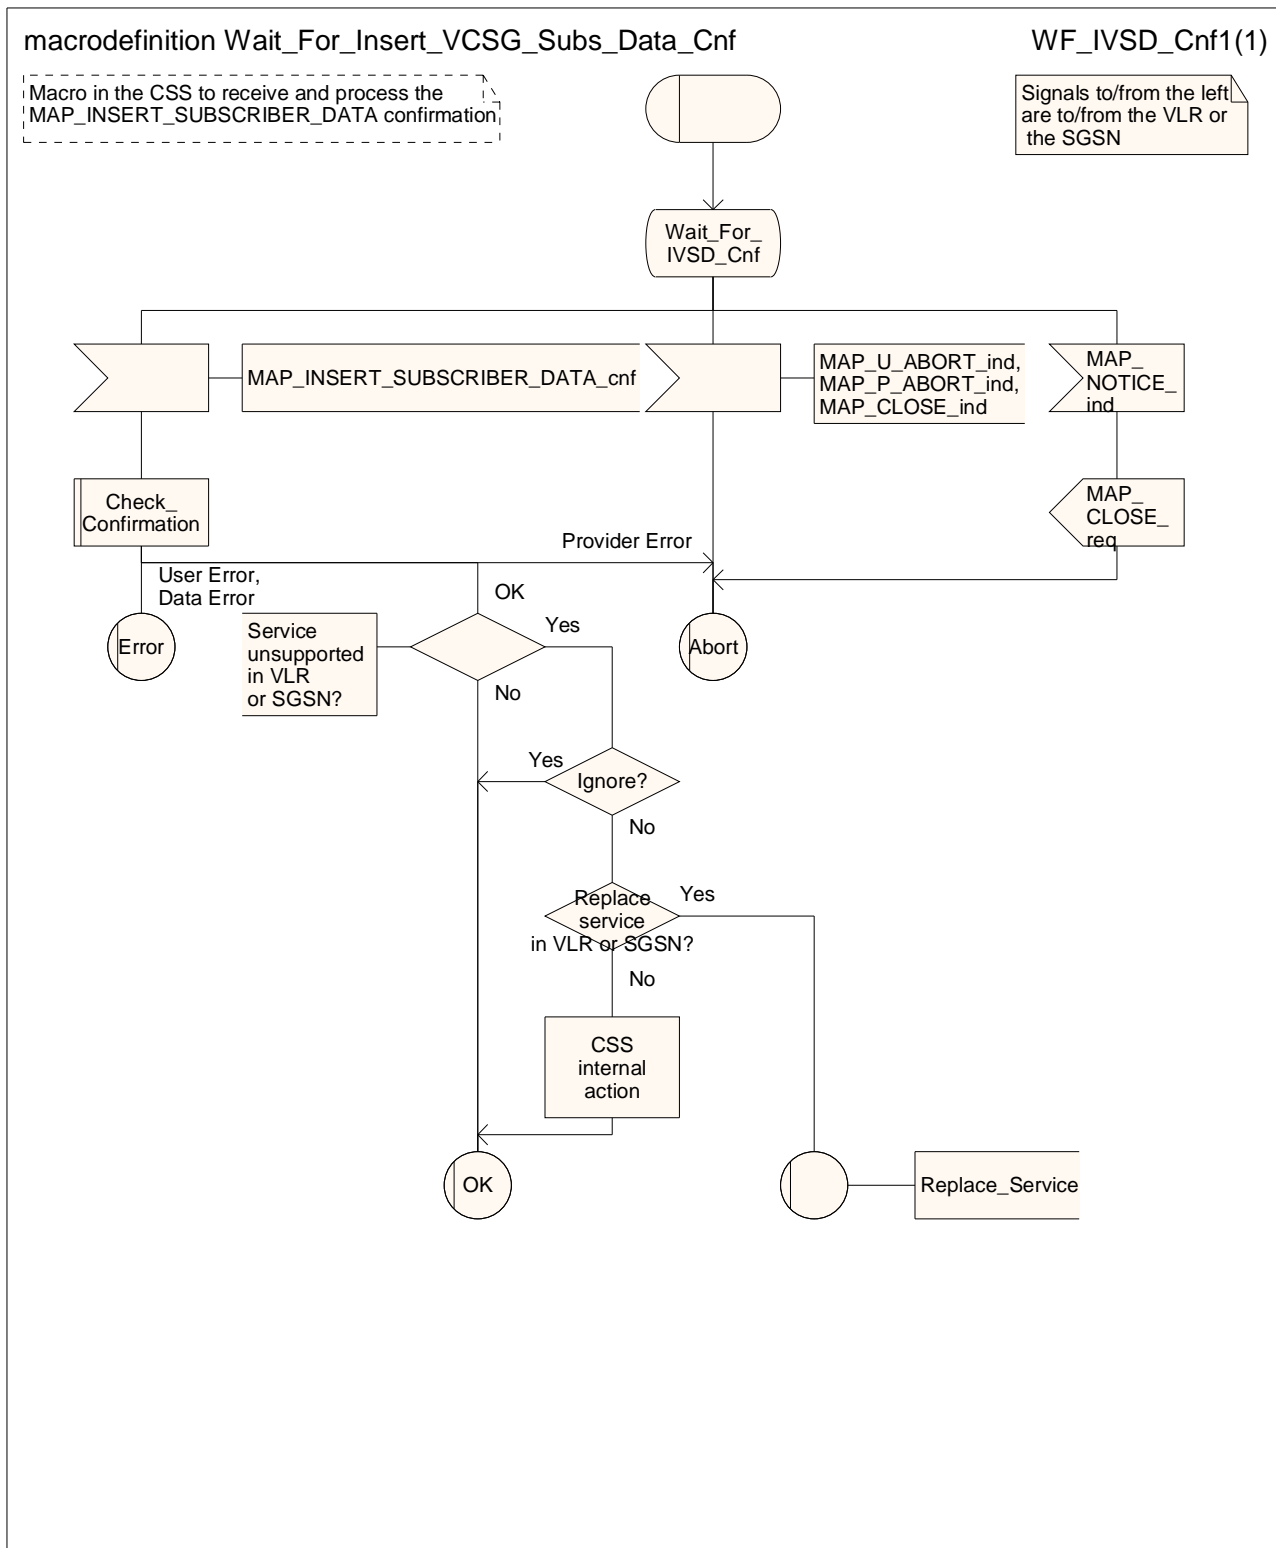 macrodefinition Wait_For_Insert_VCSG_Subs_Data_Cnf
WF_IVSD_Cnf1(1)
Macro in the CSS to receive and process the
MAP_INSERT_SUBSCRIBER_DATA confirmation
Signals to/from the left
are to/from the VLR or
the SGSN
Wait_For_
IVSD_Cnf
MAP_INSERT_SUBSCRIBER_DATA_cnf
MAP_U_ABORT_ind,
MAP_P_ABORT_ind,
MAP_CLOSE_ind
MAP_
NOTICE_
ind
Check_
Confirmation
MAP_
CLOSE_
req
Provider Error
User Error,
Data Error
OK
Error
Service
unsupported
in VLR
or SGSN?
Yes
Abort
No
Yes
Ignore?
No
Replace
service
in VLR or SGSN?
Yes
No
CSS
internal
action
OK
Replace_Service